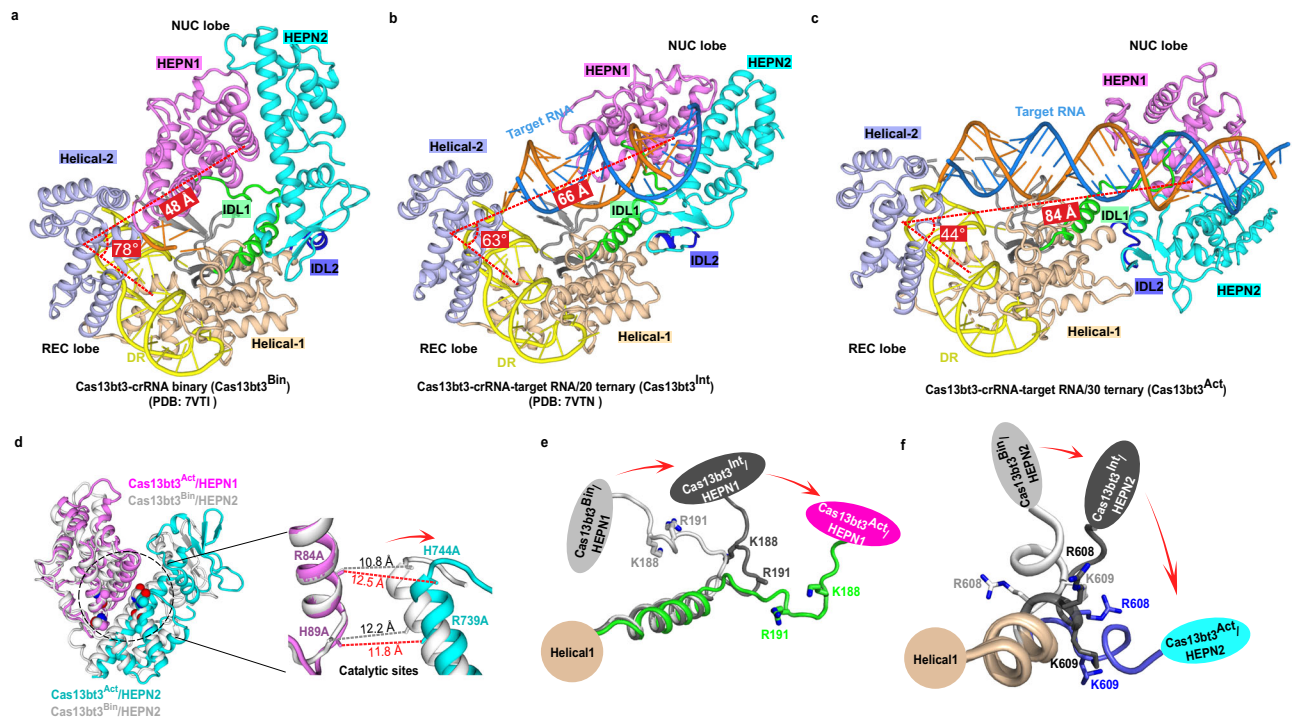 a
NUC lobe
HEPN2
HEPN1
Helical-2
48 Å
IDL1
78°
IDL2
Helical-1
REC lobe
DR
Cas13bt3-crRNA binary (Cas13bt3Bin)
(PDB: 7VTI)
b
NUC lobe
HEPN1
HEPN2
Target RNA
Helical-2
66 Å
IDL1
63°
IDL2
Helical-1
REC lobe
DR
Cas13bt3-crRNA-target RNA/20 ternary (Cas13bt3Int)
(PDB: 7VTN )
c
NUC lobe
HEPN1
Target RNA
Helical-2
84 Å
IDL1
44°
IDL2
HEPN2
Helical-1
REC lobe
DR
Cas13bt3-crRNA-target RNA/30 ternary (Cas13bt3Act)
d
Cas13bt3Act/HEPN1
Cas13bt3Bin/HEPN2
R84A
10.8 Å
H744A
12.5 Å
12.2 Å
H89A
R739A
11.8 Å
Catalytic sites
Cas13bt3Act/HEPN2
Cas13bt3Bin/HEPN2
e
Cas13bt3Bin/
HEPN1
Cas13bt3Int/
HEPN1
Cas13bt3Act/
HEPN1
R191
K188
K188
R191
K188
R191
Helical1
f
Cas13bt3Bin/
HEPN2
Cas13bt3Int/
HEPN2
R608
R608
K609
R608
Cas13bt3Act/
HEPN2
K609
K609
Helical1